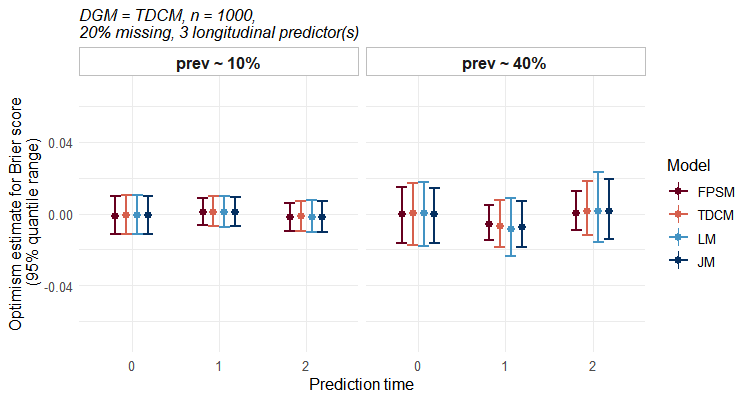 DGM = TDCM, n = 1000,
20% missing, 3 longitudinal predictor(s)
prev ~ 10%
prev ~ 40%
Optimism estimate for Brier score
(95% quantile range)
0.04
0.00
-0.04
0
1
2
0
1
2
Prediction time
Model
FPSM
TDCM
LM
JM